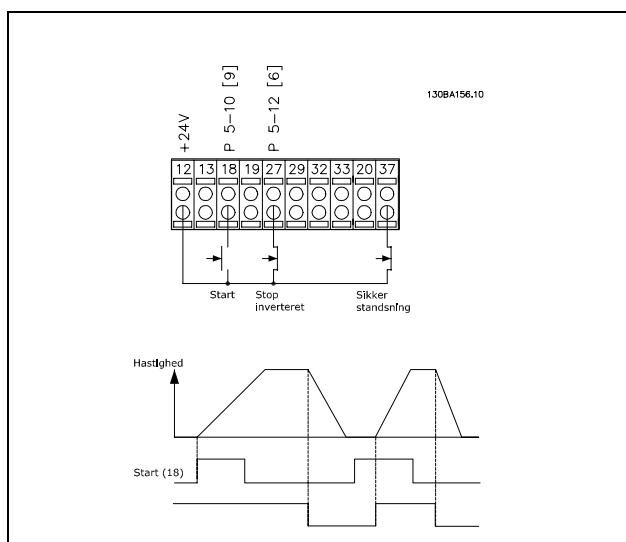 +24V
P 5-10 [9]
P 5-12 [6]
130BA156.10
12 13 18 19 27 29 32 33 20 37
Start
Stop
inverteret
Sikker
standsning
Hastighed
Start (18)